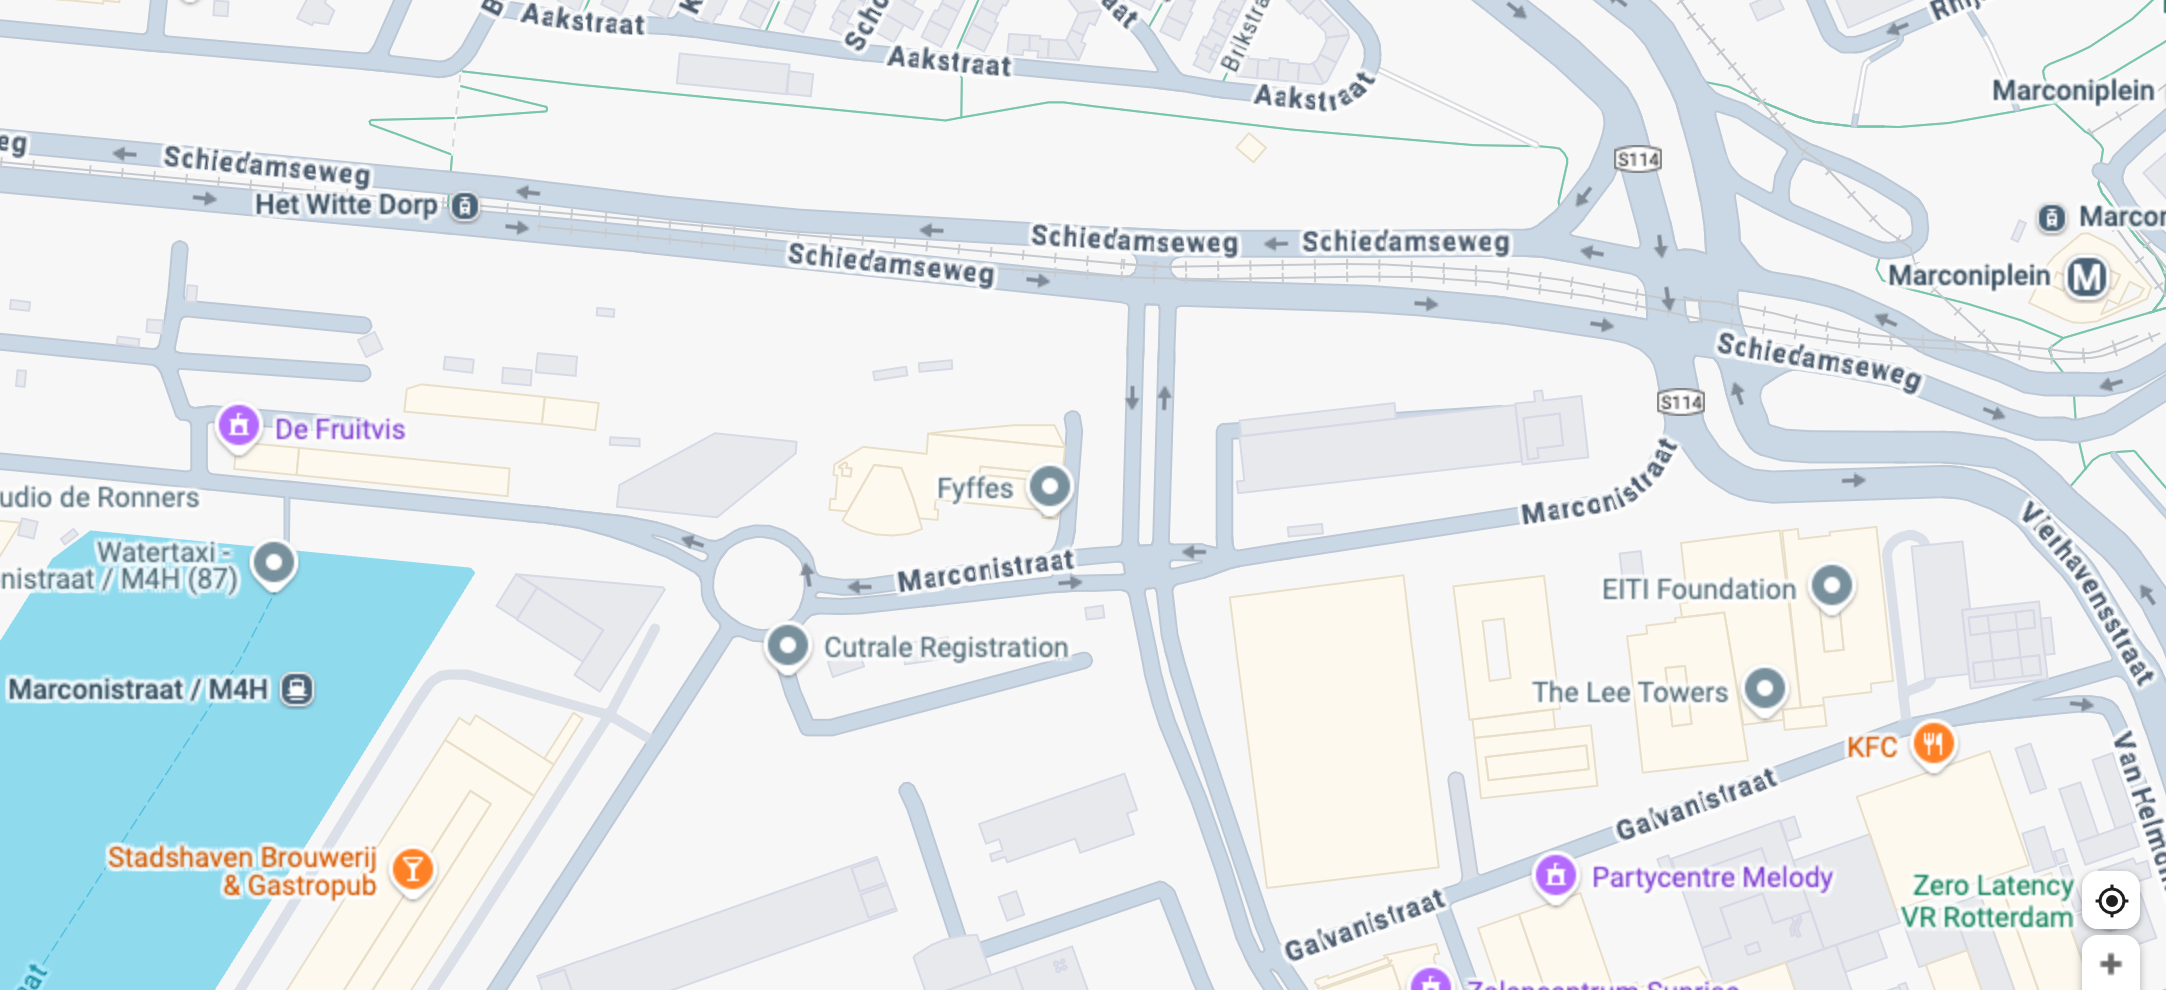 Aakstraat
Aakstraat
Brikstra
Aakstraat
S114
Marconiplein
Schiedamseweg
Het Witte Dorp
Schiedamseweg
Schiedamseweg
Schiedamseweg
Marconiplein
M
Schiedamseweg
S114
De Fruitvis
Fyffes
Marconistraat
udio de Ronners
Watertaxi -
nistraat / M4H (87)
Marconistraat
EITI Foundation
Vierhavensstraat
Cutrale Registration
Marconistraat / M4H
The Lee Towers
KFC
Galvanistraat
Stadshaven Brouwerij
& Gastropub
Partycentre Melody
Galvanistraat
Zero Latency
VR Rotterdam